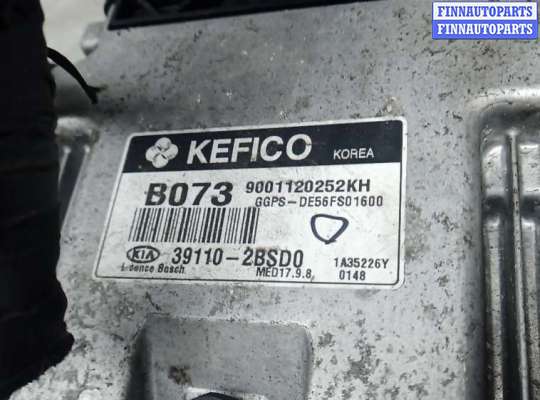 FINNAUTOPARTS
FINNAUTOPARTS
KEFICO KOREA
B073 9001120252KH
GGPS-DE56FS01600
KIA 39110-2BSD0
Licence Bosch MED17.9.8 1A35226Y
0148